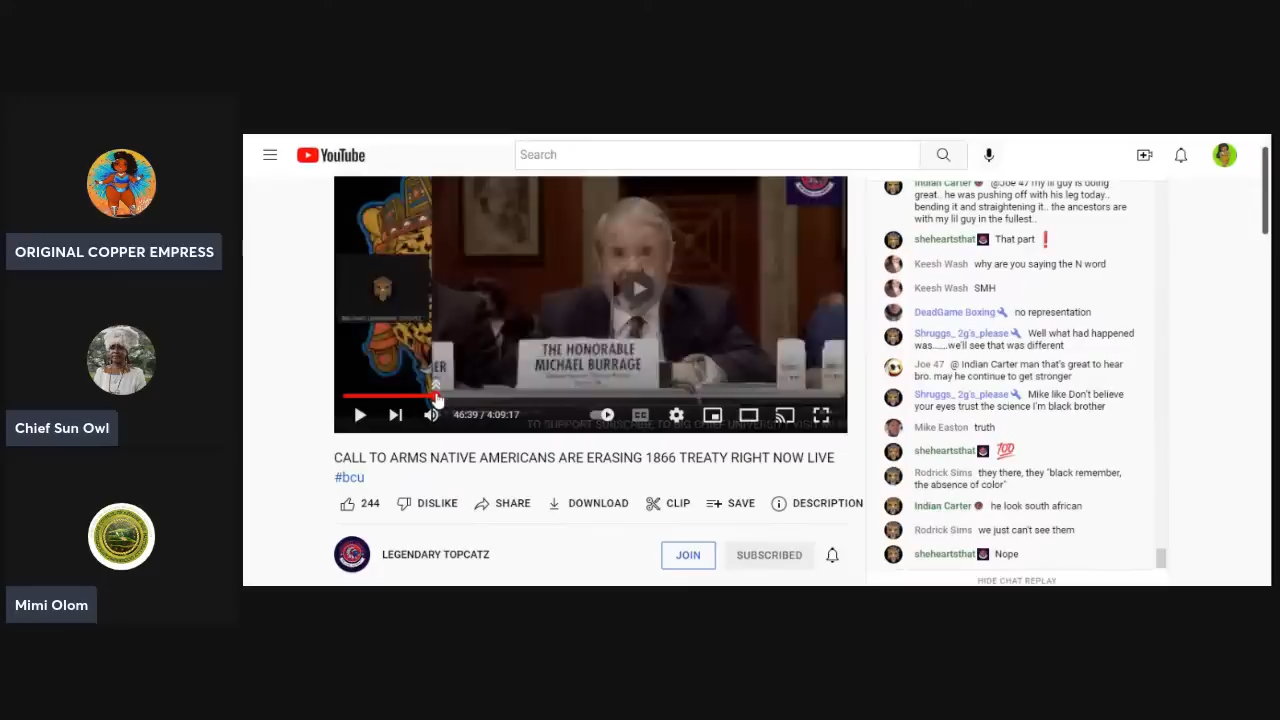 ORIGINAL COPPER EMPRESS
Chief Sun Owl
Mimi Olom
YouTube
Search
THE HONORABLE
MICHAEL BURRAGE
ER
46:39 / 4:09:17
CC
CALL TO ARMS NATIVE AMERICANS ARE ERASING 1866 TREATY RIGHT NOW LIVE
#bcu
244 DISLIKE SHARE DOWNLOAD CLIP SAVE DESCRIPTION
LEGENDARY TOPCATZ
JOIN SUBSCRIBED
Indian Carter @Joe 47 my lil guy is doing
great.. he was pushing off with his leg today..
bending it and straightening it.. the ancestors are
with my lil guy in the fullest..
sheheartsthat That part❗
Keesh Wash why are you saying the N word
Keesh Wash SMH
DeadGame Boxing no representation
Shruggs_ 2g's_please Well what had happened
was.......we'll see that was different
Joe 47 @ Indian Carter man that's great to hear
bro. may he continue to get stronger
Shruggs_ 2g's_please Mike like Don't believe
your eyes trust the science I'm black brother
Mike Easton truth
sheheartsthat 💯
Rodrick Sims they there, they "black remember,
the absence of color"
Indian Carter he look south african
Rodrick Sims we just can't see them
sheheartsthat Nope
HIDE CHAT REPLAY